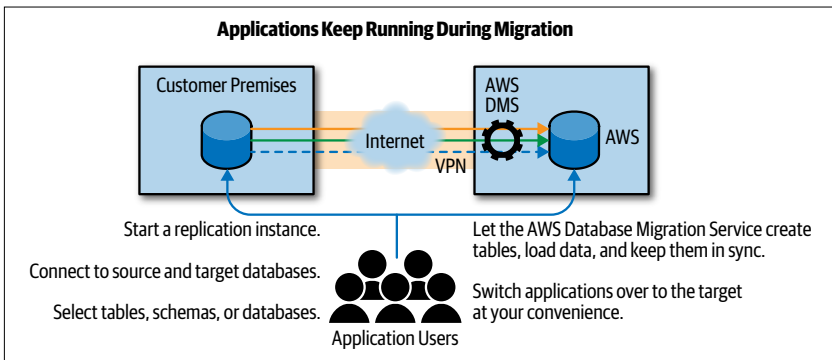 Applications Keep Running During Migration
Customer Premises
AWS
DMS
Internet
AWS
VPN
Start a replication instance.
Connect to source and target databases.
Select tables, schemas, or databases.
Let the AWS Database Migration Service create
tables, load data, and keep them in sync.
Switch applications over to the target
at your convenience.
Application Users